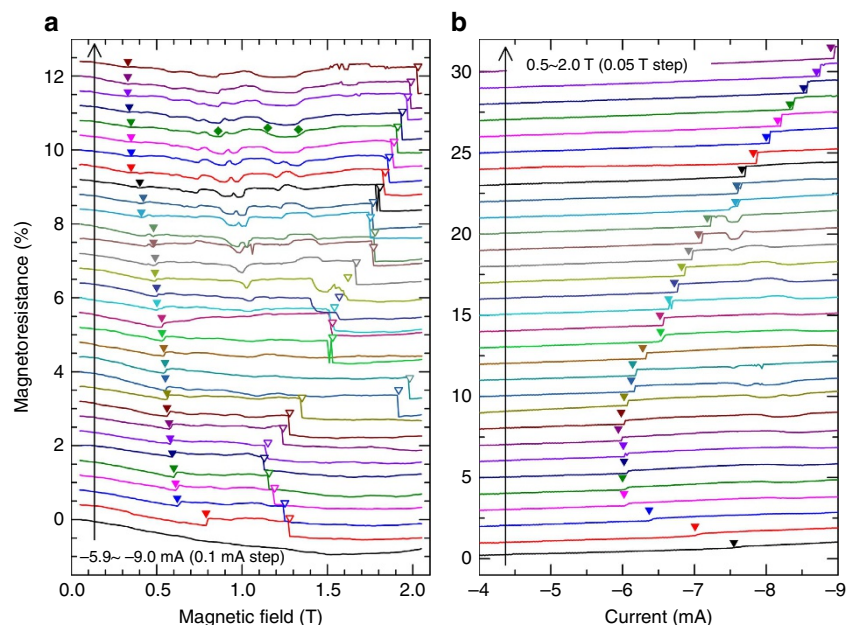 a
b
12
10
8
6
4
2
0
Magnetoresistance (%)
–5.9~ –9.0 mA (0.1 mA step)
0.0 0.5 1.0 1.5 2.0
Magnetic field (T)
0.5~2.0 T (0.05 T step)
30
25
20
15
10
5
0
–4 –5 –6 –7 –8 –9
Current (mA)